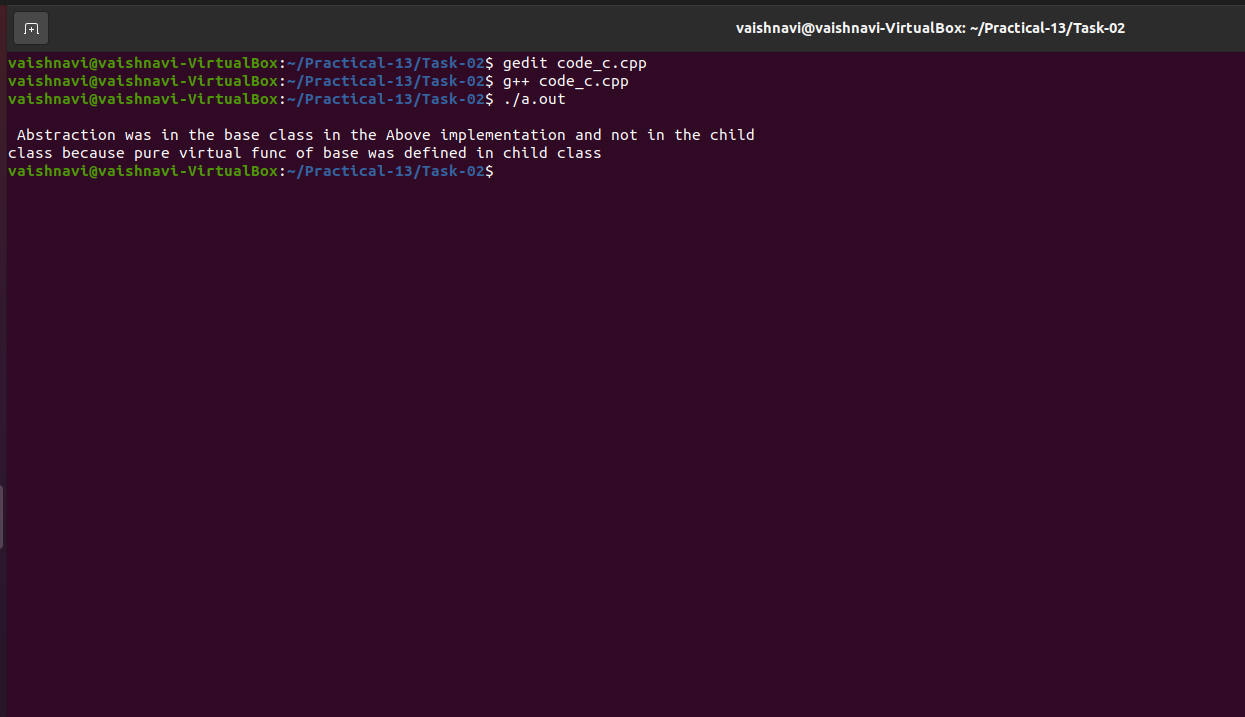 vaishnavi@vaishnavi-VirtualBox: ~/Practical-13/Task-02
vaishnavi@vaishnavi-VirtualBox:~/Practical-13/Task-02$ gedit code_c.cpp
vaishnavi@vaishnavi-VirtualBox:~/Practical-13/Task-02$ g++ code_c.cpp
vaishnavi@vaishnavi-VirtualBox:~/Practical-13/Task-02$ ./a.out
Abstraction was in the base class in the Above implementation and not in the child
class because pure virtual func of base was defined in child class
vaishnavi@vaishnavi-VirtualBox:~/Practical-13/Task-02$